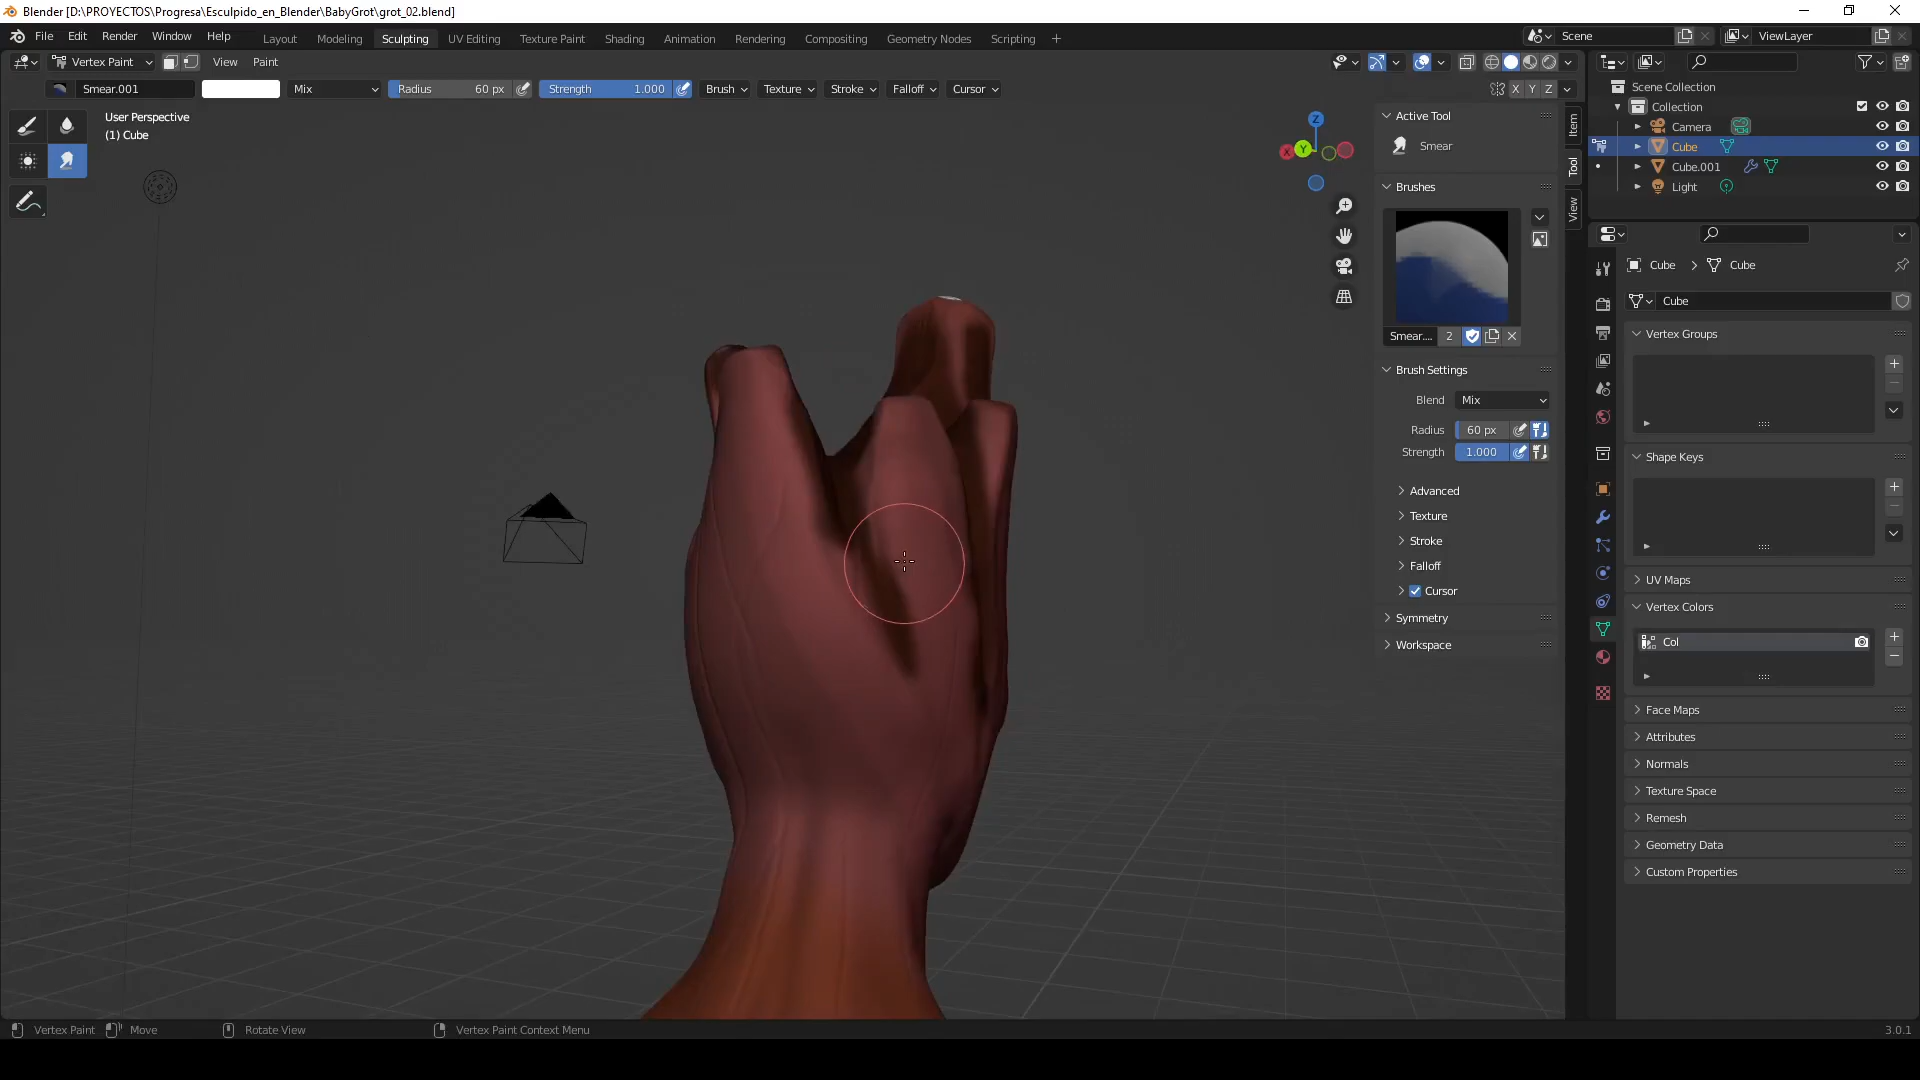 Blender [D:\PROYECTOS\Progresa\Esculpido_en_Blender\BabyGrot\grot_02.blend]
File Edit Render Window Help Layout Modeling Sculpting UV Editing Texture Paint Shading Animation Rendering Compositing Geometry Nodes Scripting + Scene ViewLayer
Vertex Paint View Paint
Smear.001 Mix Radius 60 px Strength 1.000 Brush Texture Stroke Falloff Cursor X Y Z
User Perspective
(1) Cube
Z
X Y
Active Tool
Smear
Brushes
Smear.... 2
Brush Settings
Blend Mix
Radius 60 px
Strength 1.000
Advanced
Texture
Stroke
Falloff
Cursor
Symmetry
Workspace
Item
Tool
View
Scene Collection
Collection
Camera
Cube
Cube.001
Light
Cube > Cube
Cube
Vertex Groups
Shape Keys
UV Maps
Vertex Colors
Col
Face Maps
Attributes
Normals
Texture Space
Remesh
Geometry Data
Custom Properties
Vertex Paint Move Rotate View Vertex Paint Context Menu 3.0.1